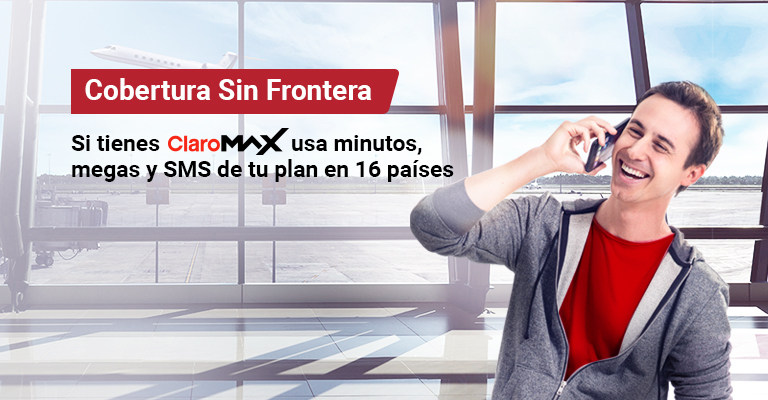 Cobertura Sin Frontera
Si tienes ClaroMAX usa minutos,
megas y SMS de tu plan en 16 países